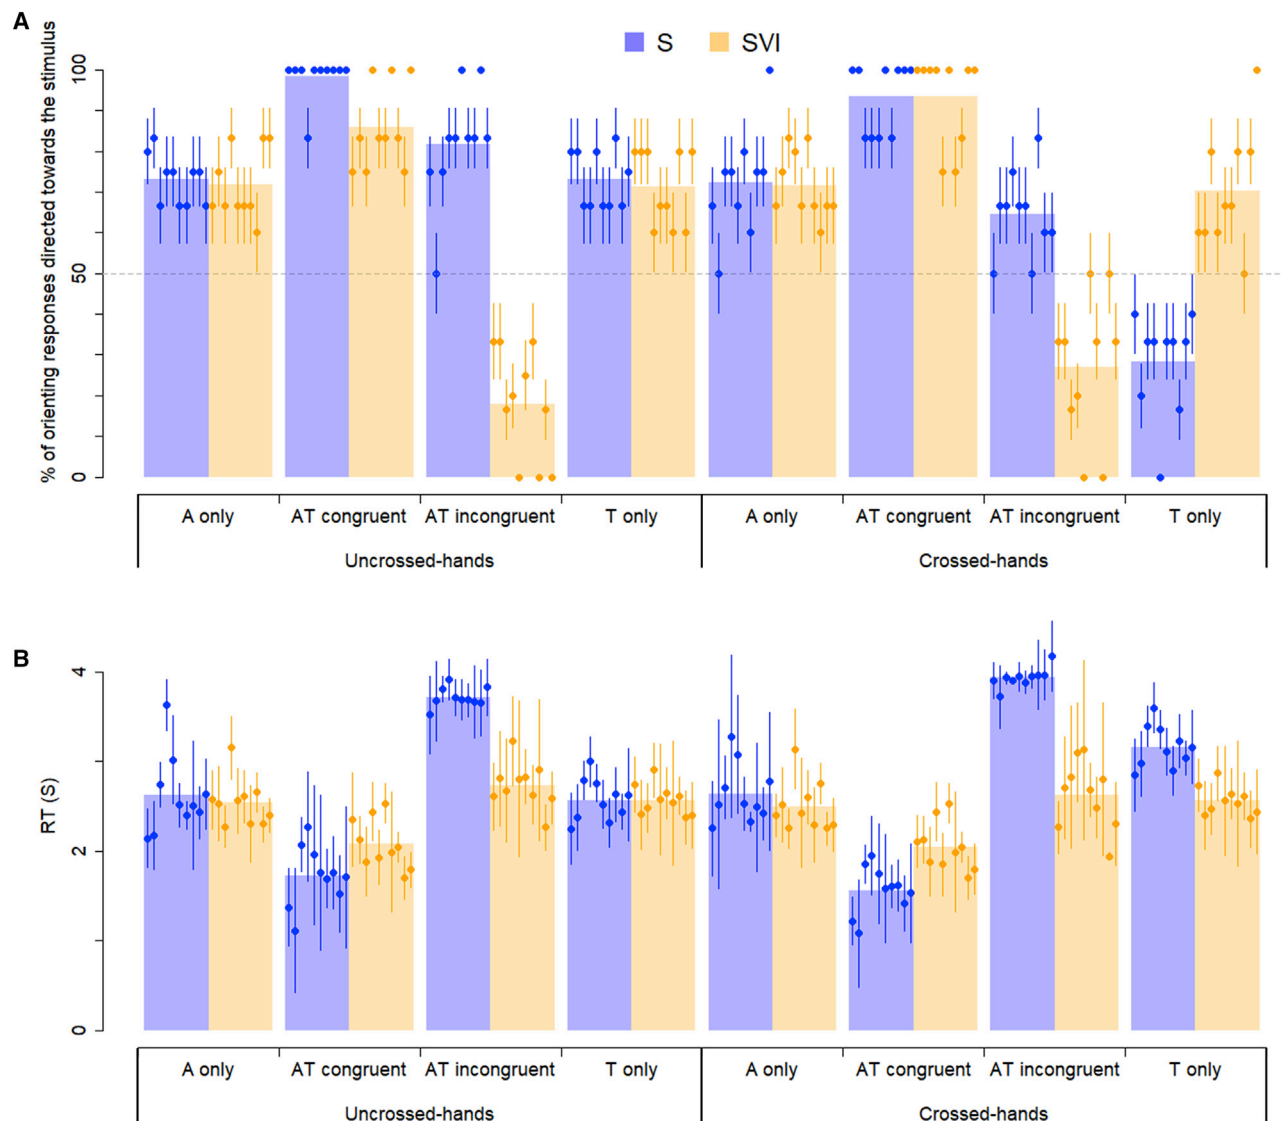 A
S SVI
% of orienting responses directed towards the stimulus
100
50
0
A only AT congruent AT incongruent T only A only AT congruent AT incongruent T only
Uncrossed-hands Crossed-hands
B
RT (S)
4
2
0
A only AT congruent AT incongruent T only A only AT congruent AT incongruent T only
Uncrossed-hands Crossed-hands